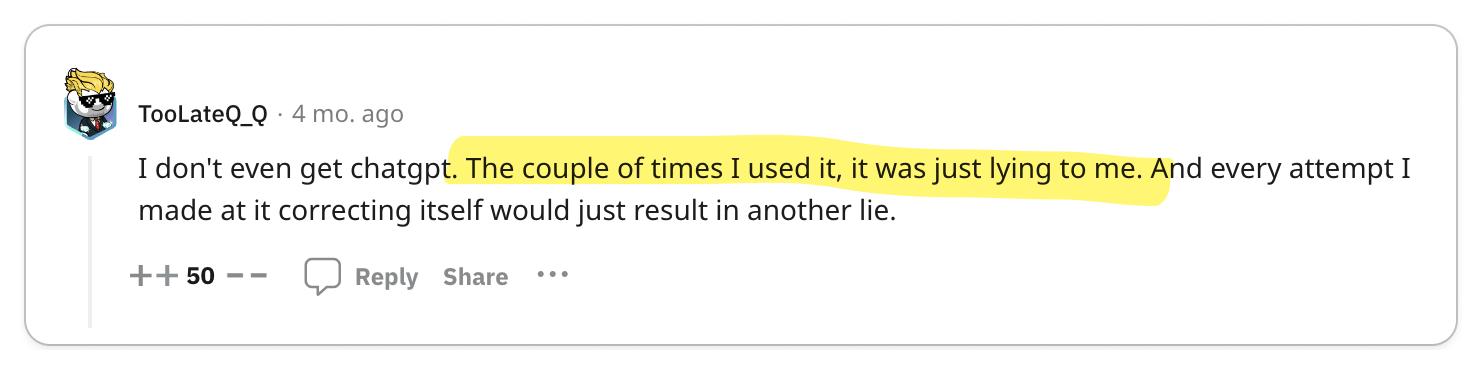 TooLateQ_Q · 4 mo. ago
I don't even get chatgpt. The couple of times I used it, it was just lying to me. And every attempt I
made at it correcting itself would just result in another lie.
++ 50 -- Reply Share ···